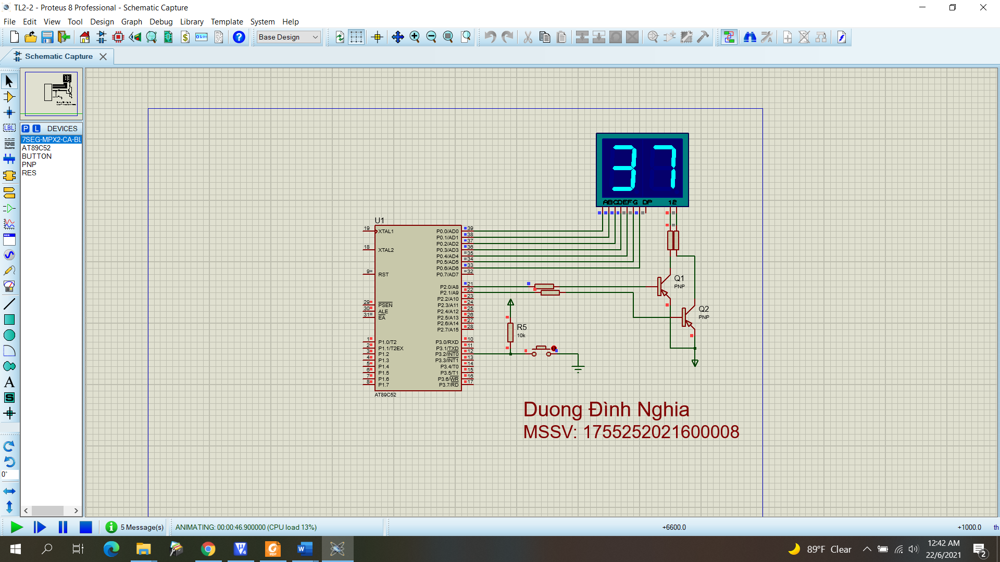 TL2-2 - Proteus 8 Professional - Schematic Capture
File Edit View Tool Design Graph Debug Library Template System Help
Base Design
Schematic Capture
P L DEVICES
7SEG-MPX2-CA-BL
AT89C52
BUTTON
PNP
RES
LBL
A
S
0°
37
ABCDEFG DP 12
U1
19 XTAL1
18 XTAL2
9 RST
29 PSEN
30 ALE
31 EA
1 P1.0/T2
2 P1.1/T2EX
3 P1.2
4 P1.3
5 P1.4
6 P1.5
7 P1.6
8 P1.7
P0.0/AD0 39
P0.1/AD1 38
P0.2/AD2 37
P0.3/AD3 36
P0.4/AD4 35
P0.5/AD5 34
P0.6/AD6 33
P0.7/AD7 32
P2.0/A8 21
P2.1/A9 22
P2.2/A10 23
P2.3/A11 24
P2.4/A12 25
P2.5/A13 26
P2.6/A14 27
P2.7/A15 28
P3.0/RXD 10
P3.1/TXD 11
P3.2/INT0 12
P3.3/INT1 13
P3.4/T0 14
P3.5/T1 15
P3.6/WR 16
P3.7/RD 17
AT89C52
Q1
PNP
Q2
PNP
R5
10k
Duong Đình Nghia
MSSV: 1755252021600008
5 Message(s) ANIMATING: 00:00:46.900000 (CPU load 13%) +6600.0 +1000.0 th
89°F Clear
12:42 AM
22/6/2021
2